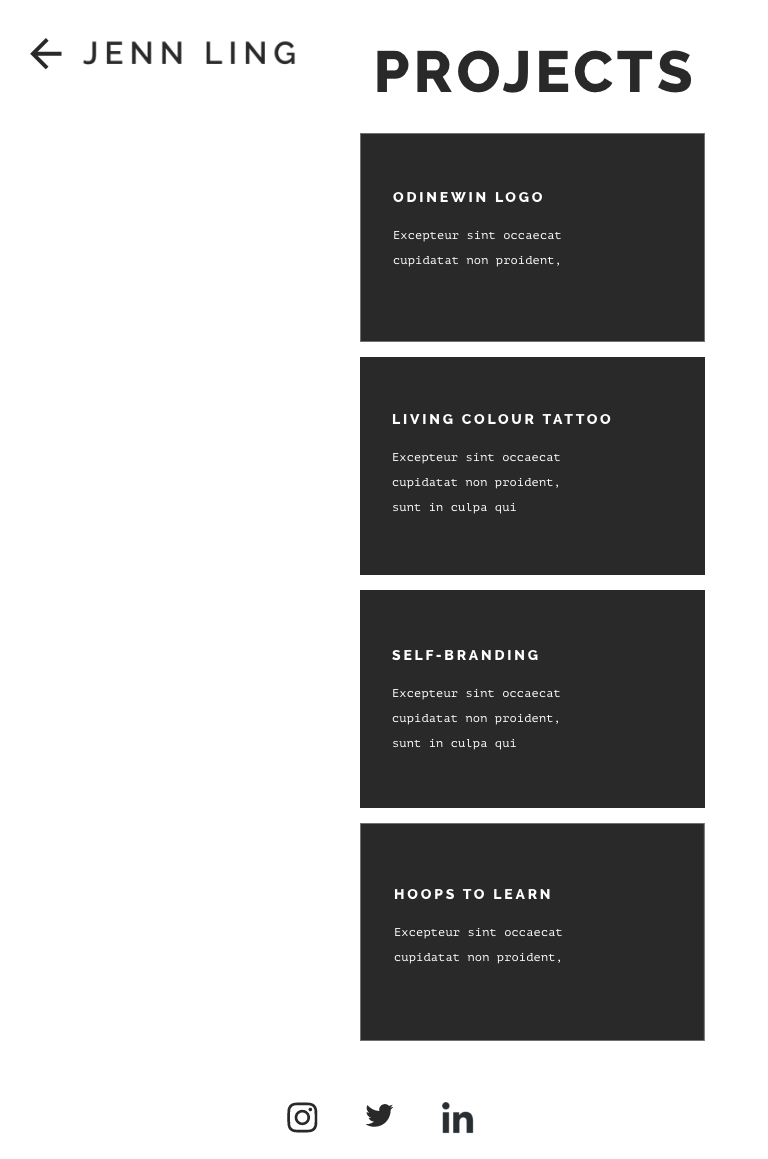 JENN LING
PROJECTS
ODINEWIN LOGO
Excepteur sint occaecat
cupidatat non proident,
LIVING COLOUR TATTOO
Excepteur sint occaecat
cupidatat non proident,
sunt in culpa qui
SELF-BRANDING
Excepteur sint occaecat
cupidatat non proident,
sunt in culpa qui
HOOPS TO LEARN
Excepteur sint occaecat
cupidatat non proident,
in